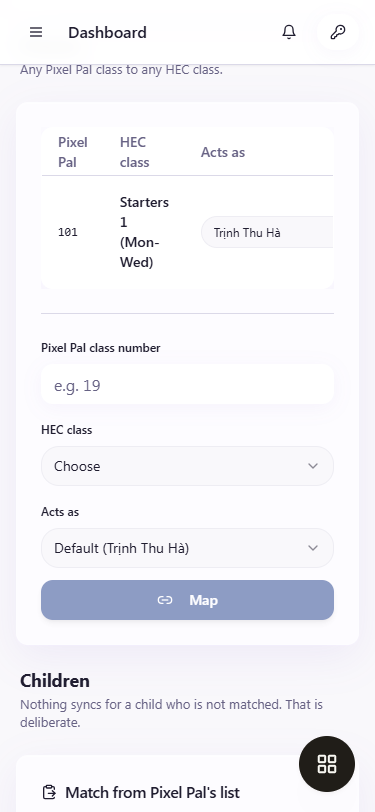 Dashboard
Any Pixel Pal class to any HEC class.
Pixel Pal
HEC class
Acts as
101
Starters 1 (Mon-Wed)
Trịnh Thu Hà
Pixel Pal class number
e.g. 19
HEC class
Choose
Acts as
Default (Trịnh Thu Hà)
Map
Children
Nothing syncs for a child who is not matched. That is
deliberate.
Match from Pixel Pal's list